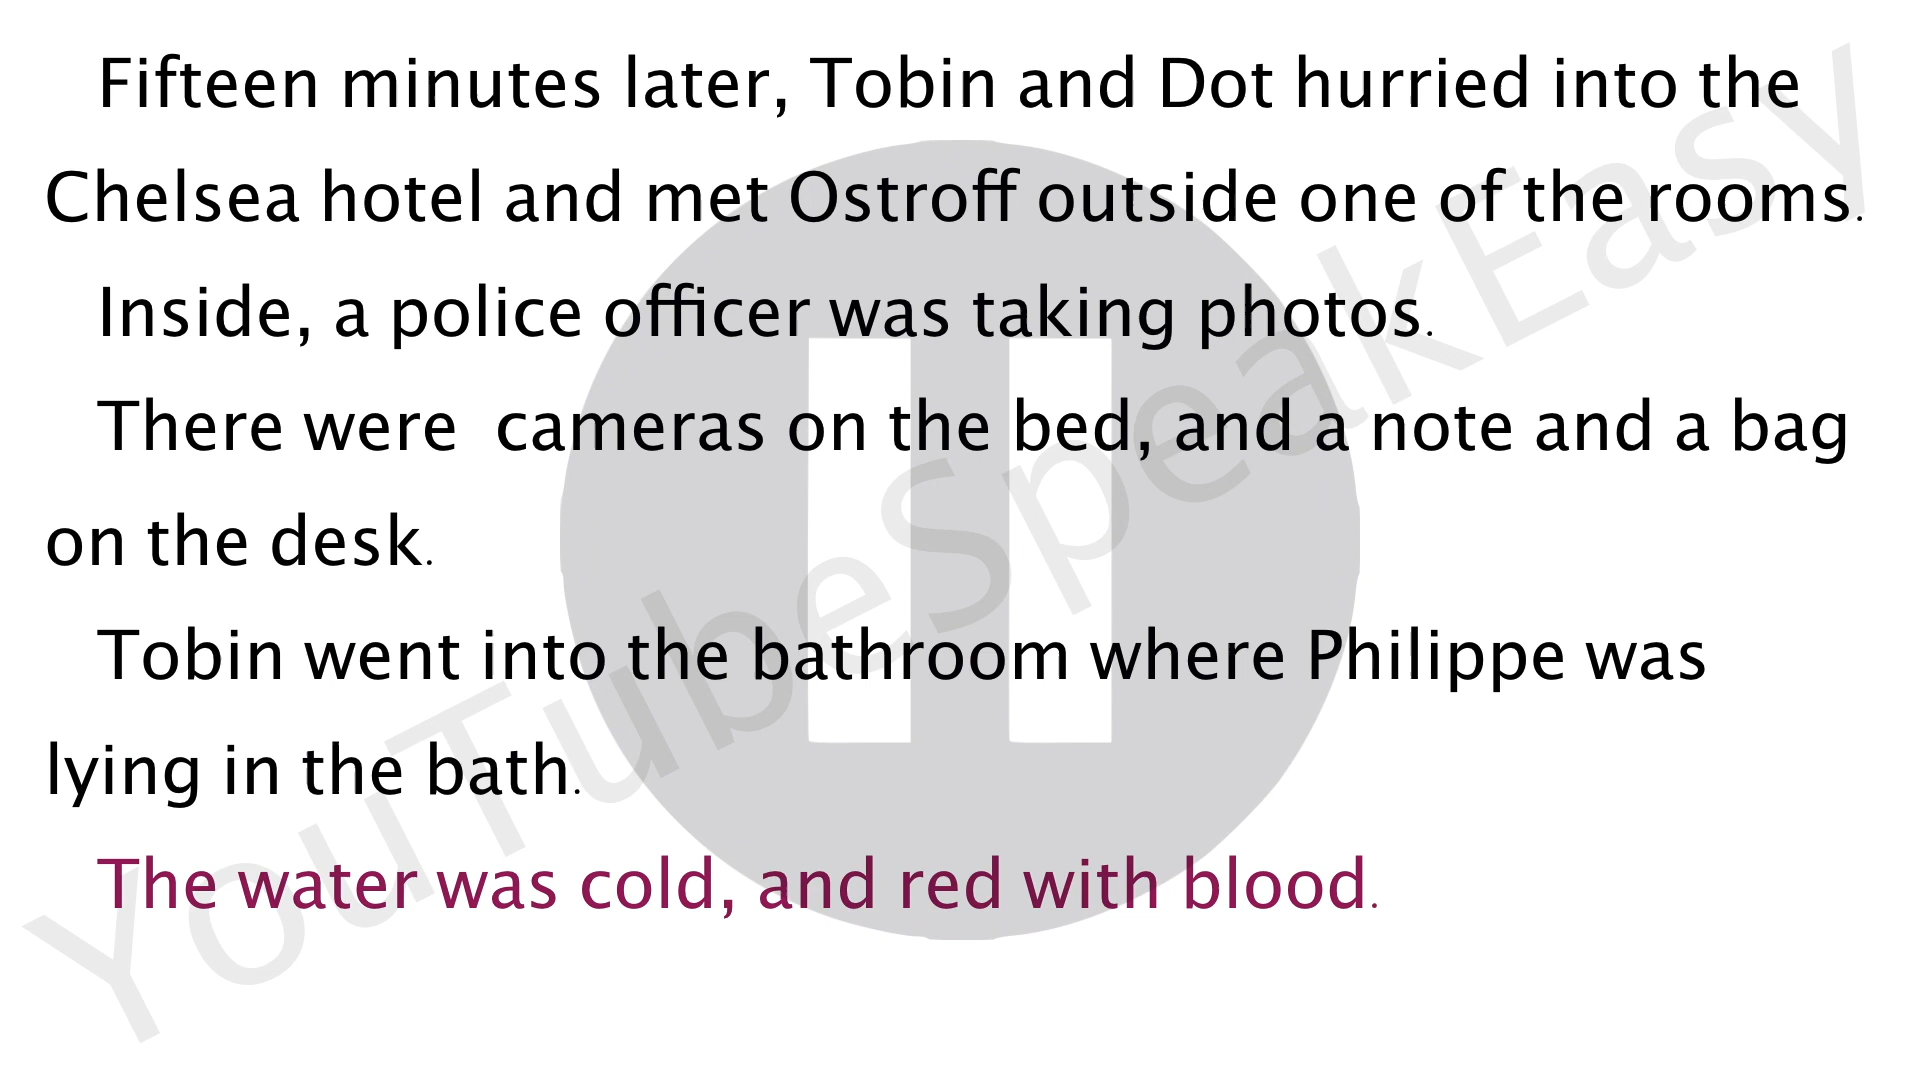 Fifteen minutes later, Tobin and Dot hurried into the
Chelsea hotel and met Ostroff outside one of the rooms.
Inside, a police officer was taking photos.
There were  cameras on the bed, and a note and a bag
on the desk.
Tobin went into the bathroom where Philippe was
lying in the bath.
The water was cold, and red with blood.
YouTubeSpeakEasy